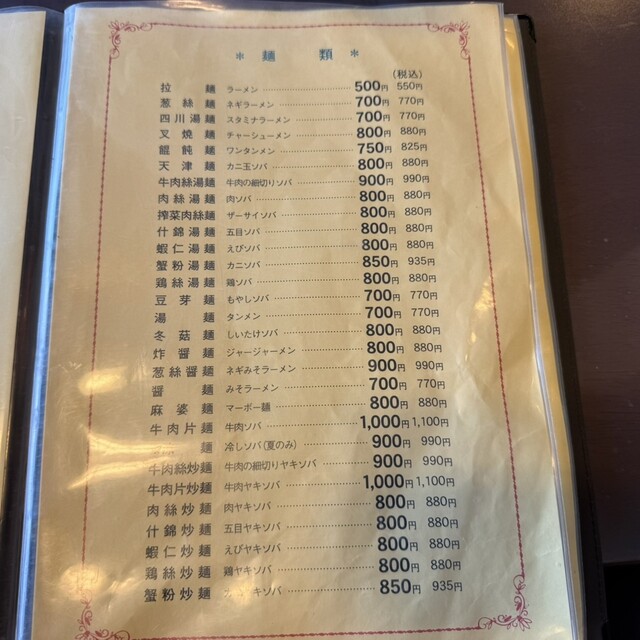 ＊ 麺 類 ＊
(税込)
拉麺 ラーメン 500円 550円
葱絲麺 ネギラーメン 700円 770円
四川湯麺 スタミナラーメン 700円 770円
叉焼麺 チャーシューメン 800円 880円
餛飩麺 ワンタンメン 750円 825円
天津麺 カニ玉ソバ 800円 880円
牛肉絲湯麺 牛肉の細切りソバ 900円 990円
肉絲湯麺 肉ソバ 800円 880円
搾菜肉絲麺 ザーサイソバ 800円 880円
什錦湯麺 五目ソバ 800円 880円
蝦仁湯麺 えびソバ 800円 880円
蟹粉湯麺 カニソバ 850円 935円
鶏絲湯麺 鶏ソバ 800円 880円
豆芽麺 もやしソバ 700円 770円
湯麺 タンメン 700円 770円
冬菇麺 しいたけソバ 800円 880円
炸醤麺 ジャージャーメン 800円 880円
葱絲醤麺 ネギみそラーメン 900円 990円
醤麺 みそラーメン 700円 770円
麻婆麺 マーボー麺 800円 880円
牛肉片麺 牛肉ソバ 1,000円 1,100円
麺 冷しソバ(夏のみ) 900円 990円
牛肉絲炒麺 牛肉の細切りヤキソバ 900円 990円
牛肉片炒麺 牛肉ヤキソバ 1,000円 1,100円
肉絲炒麺 肉ヤキソバ 800円 880円
什錦炒麺 五目ヤキソバ 800円 880円
蝦仁炒麺 えびヤキソバ 800円 880円
鶏絲炒麺 鶏ヤキソバ 800円 880円
蟹粉炒麺 キソバ 850円 935円